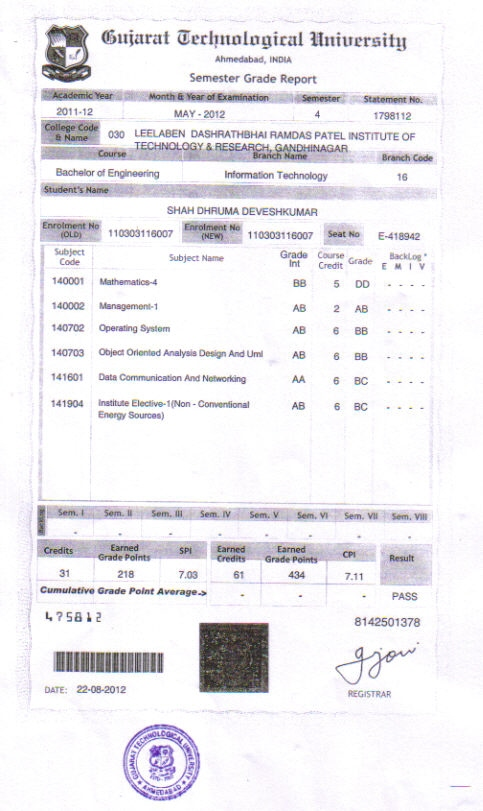 Gujarat Technological University
Ahmedabad, INDIA
Semester Grade Report
Academic Year Month & Year of Examination Semester Statement No.
2011-12 MAY - 2012 4 1798112
College Code & Name 030 LEELABEN DASHRATHBHAI RAMDAS PATEL INSTITUTE OF
TECHNOLOGY & RESEARCH, GANDHINAGAR
Course Branch Name Branch Code
Bachelor of Engineering Information Technology 16
Student's Name
SHAH DHRUMA DEVESHKUMAR
Enrolment No (OLD) 110303116007 Enrolment No (NEW) 110303116007 Seat No E-418942
Subject Code Subject Name Grade Int Course Credit Grade BackLog *
E M I V
140001 Mathematics-4 BB 5 DD - - - -
140002 Management-1 AB 2 AB - - - -
140702 Operating System AB 6 BB - - - -
140703 Object Oriented Analysis Design And Uml AB 6 BB - - - -
141601 Data Communication And Networking AA 6 BC - - - -
141904 Institute Elective-1(Non - Conventional AB 6 BC - - - -
Energy Sources)
Backlog Sem. I Sem. II Sem. III Sem. IV Sem. V Sem. VI Sem. VII Sem. VIII
- - - - - - - -
Credits Earned Grade Points SPI Earned Credits Earned Grade Points CPI Result
31 218 7.03 61 434 7.11
Cumulative Grade Point Average-> - - - PASS
475812
8142501378
DATE: 22-08-2012
REGISTRAR
GUJARAT TECHNOLOGICAL UNIVERSITY
AHMEDABAD